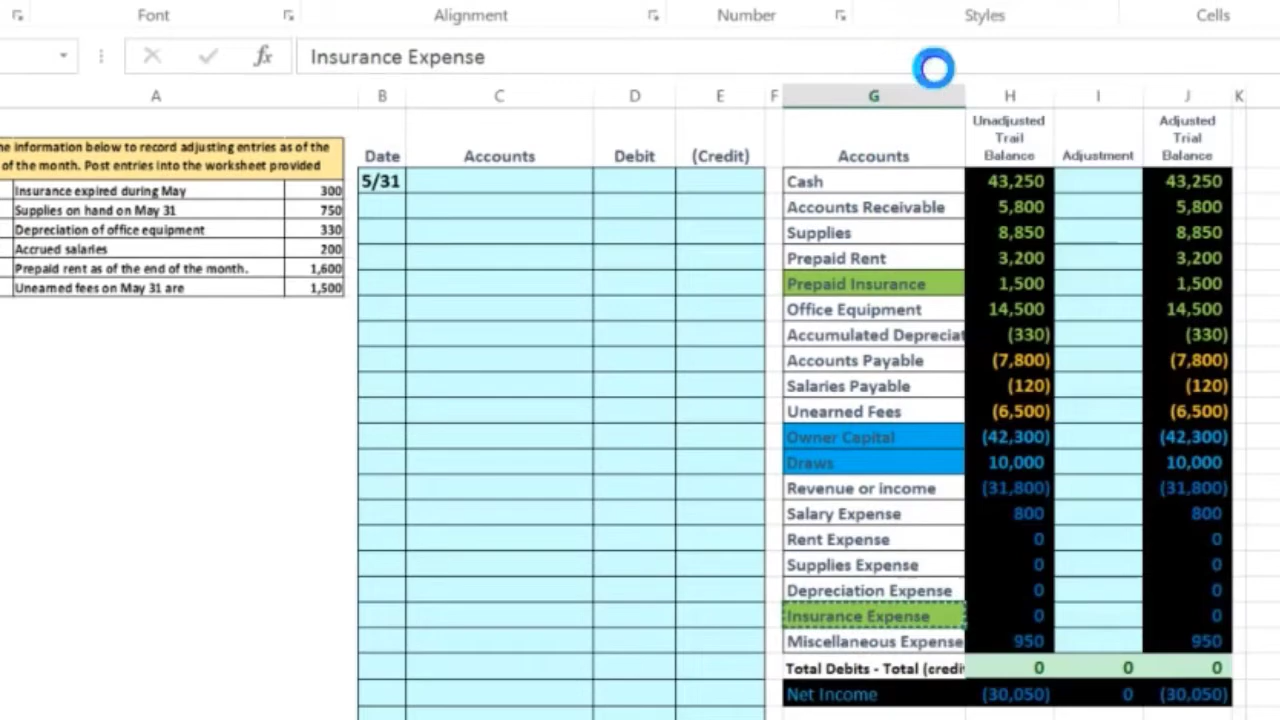 Font Alignment Number Styles Cells
fx Insurance Expense
A B C D E F G H I J K
he information below to record adjusting entries as of the
of the month. Post entries into the worksheet provided
Insurance expired during May 300
Supplies on hand on May 31 750
Depreciation of office equipment 330
Accrued salaries 200
Prepaid rent as of the end of the month. 1,600
Unearned fees on May 31 are 1,500
Date Accounts Debit (Credit)
5/31
Accounts Unadjusted Trail Balance Adjustment Adjusted Trial Balance
Cash 43,250 43,250
Accounts Receivable 5,800 5,800
Supplies 8,850 8,850
Prepaid Rent 3,200 3,200
Prepaid Insurance 1,500 1,500
Office Equipment 14,500 14,500
Accumulated Depreciat (330) (330)
Accounts Payable (7,800) (7,800)
Salaries Payable (120) (120)
Unearned Fees (6,500) (6,500)
Owner Capital (42,300) (42,300)
Draws 10,000 10,000
Revenue or income (31,800) (31,800)
Salary Expense 800 800
Rent Expense 0 0
Supplies Expense 0 0
Depreciation Expense 0 0
Insurance Expense 0 0
Miscellaneous Expense 950 950
Total Debits - Total (credi 0 0 0
Net Income (30,050) 0 (30,050)